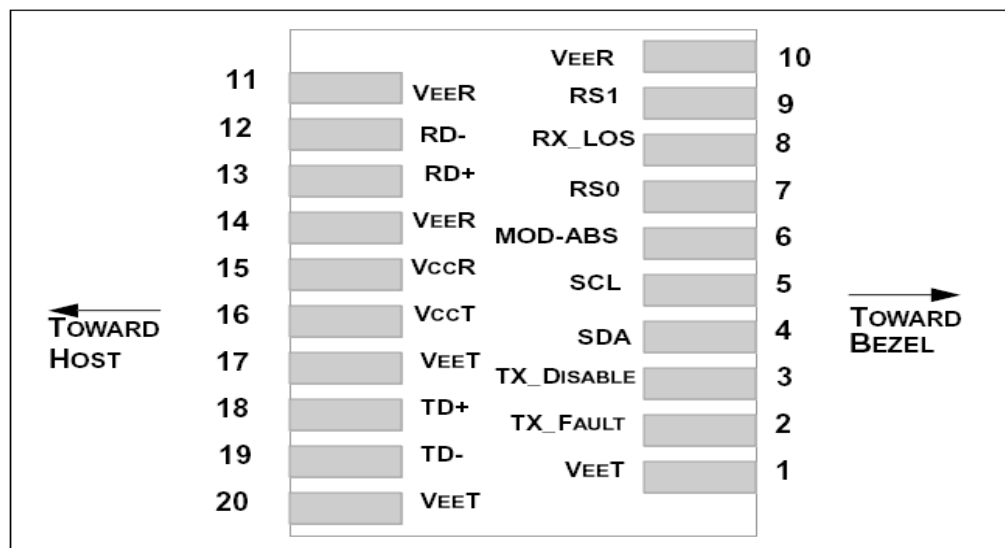 11 VEER
12 RD-
13 RD+
14 VEER
15 VCCR
16 VCCT
17 VEET
18 TD+
19 TD-
20 VEET
TOWARD
HOST
VEER 10
RS1 9
RX_LOS 8
RS0 7
MOD-ABS 6
SCL 5
SDA 4
TX_DISABLE 3
TX_FAULT 2
VEET 1
TOWARD
BEZEL